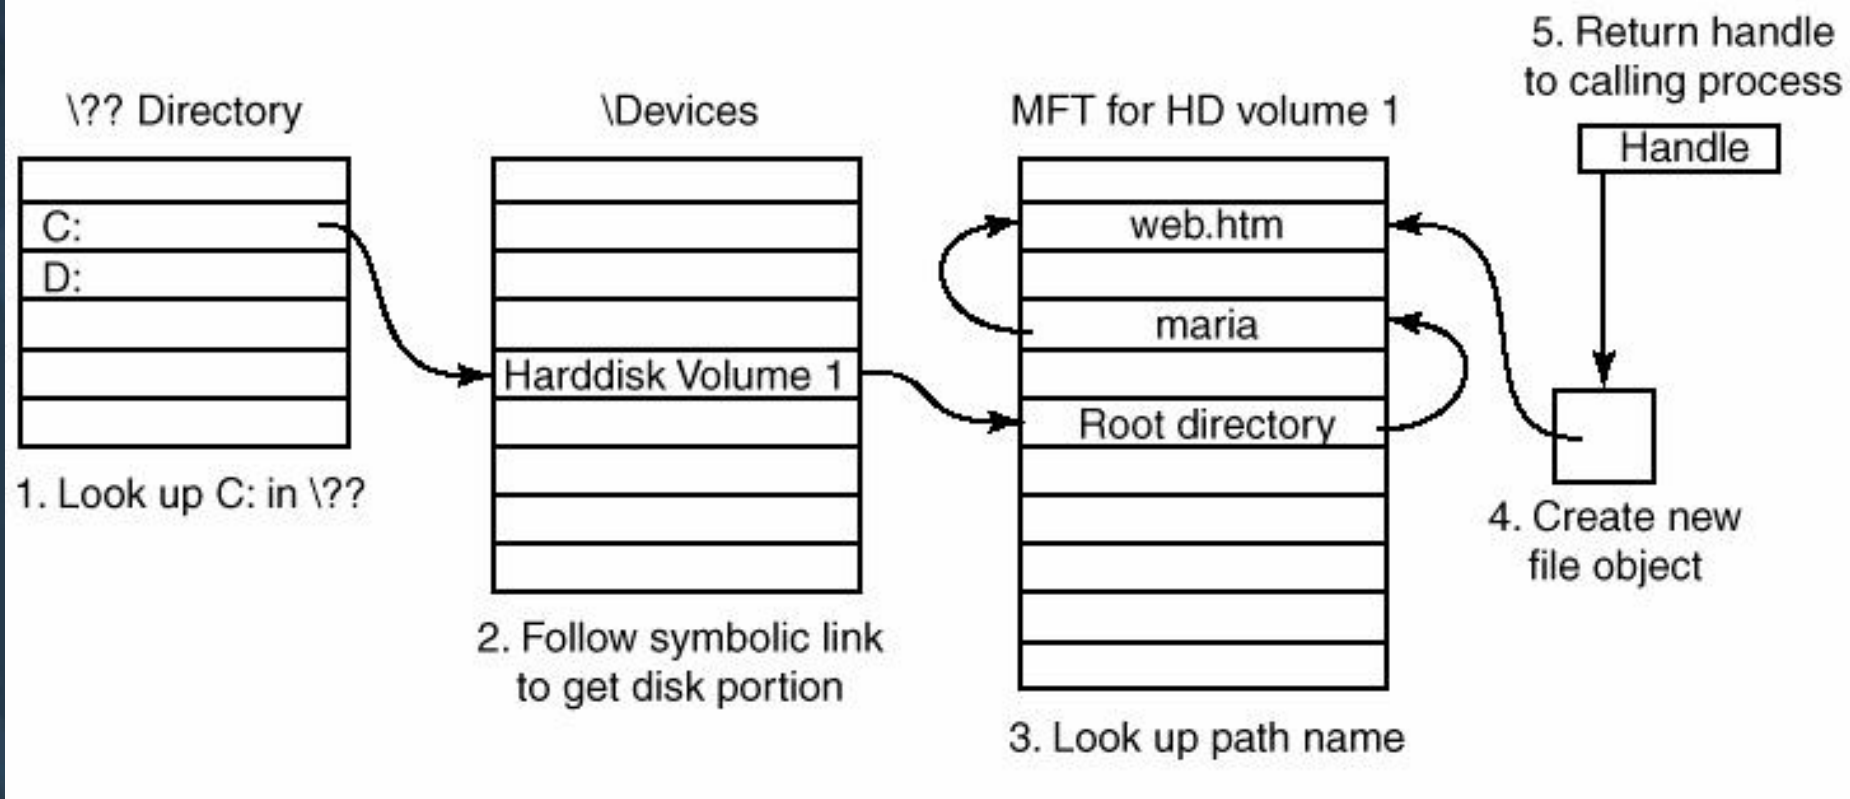 5. Return handle
to calling process
\?? Directory
\Devices
MFT for HD volume 1
Handle
C:
D:
Harddisk Volume 1
web.htm
maria
Root directory
1. Look up C: in \??
2. Follow symbolic link
to get disk portion
3. Look up path name
4. Create new
file object